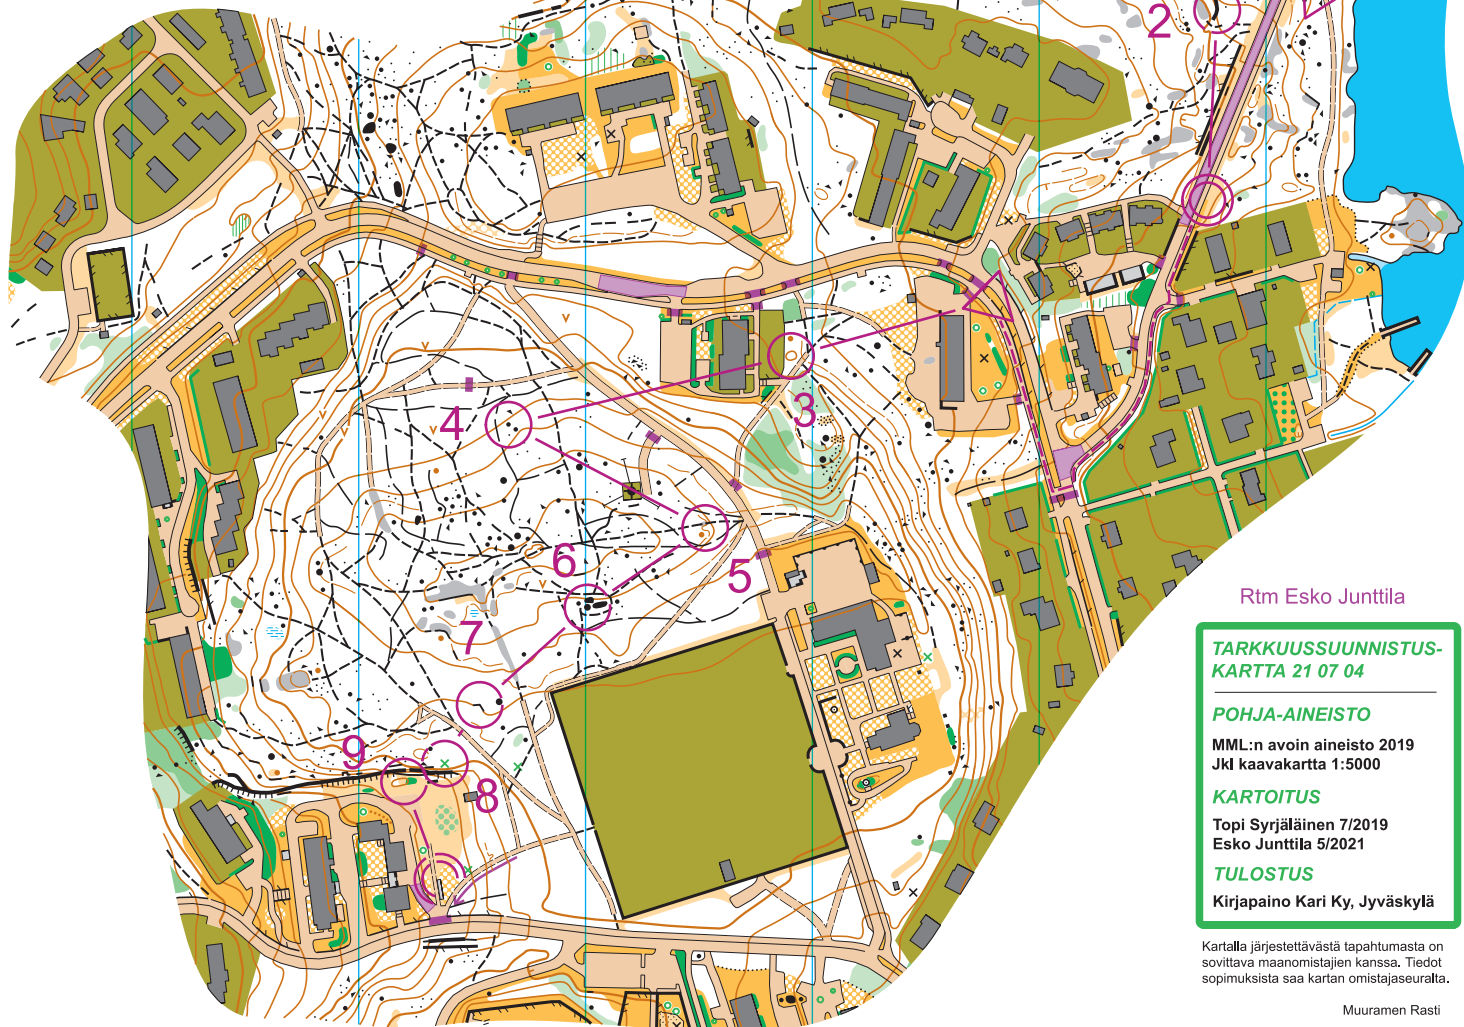 2
3
4
5
6
7
9
8
Rtm Esko Junttila
TARKKUUSSUUNNISTUS-
KARTTA 21 07 04
POHJA-AINEISTO
MML:n avoin aineisto 2019
Jkl kaavakartta 1:5000
KARTOITUS
Topi Syrjäläinen 7/2019
Esko Junttila 5/2021
TULOSTUS
Kirjapaino Kari Ky, Jyväskylä
Kartalla järjestettävästä tapahtumasta on
sovittava maanomistajien kanssa. Tiedot
sopimuksista saa kartan omistajaseuralta.
Muuramen Rasti